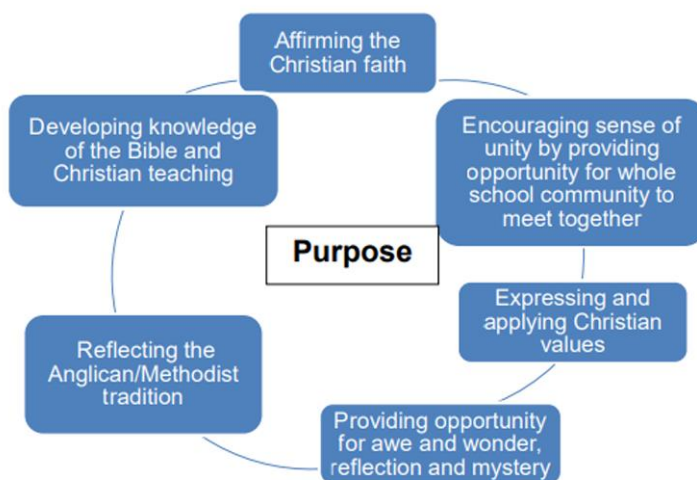 Affirming the
Christian faith
Encouraging sense of
unity by providing
opportunity for whole
school community to
meet together
Expressing and
applying Christian
values
Providing opportunity
for awe and wonder,
reflection and mystery
Reflecting the
Anglican/Methodist
tradition
Developing knowledge
of the Bible and
Christian teaching
Purpose